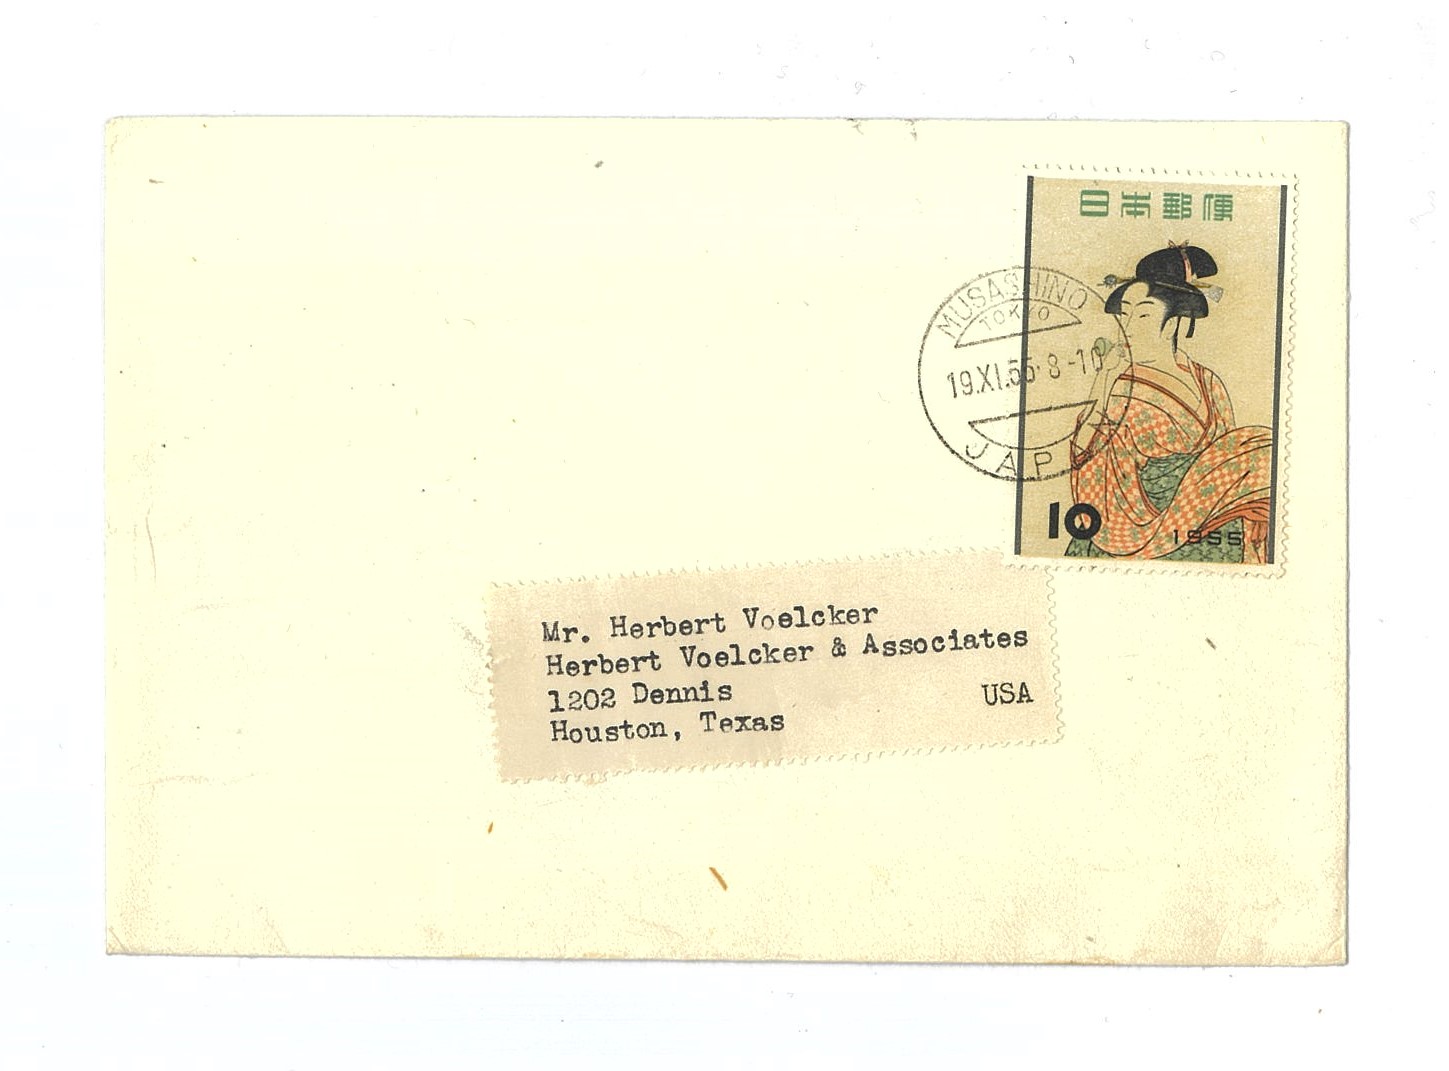 日本郵便
MUSASHINO
TOKYO
19.XI.55.8-10
JAPAN
10
1955
Mr. Herbert Voelcker
Herbert Voelcker & Associates
1202 Dennis USA
Houston, Texas